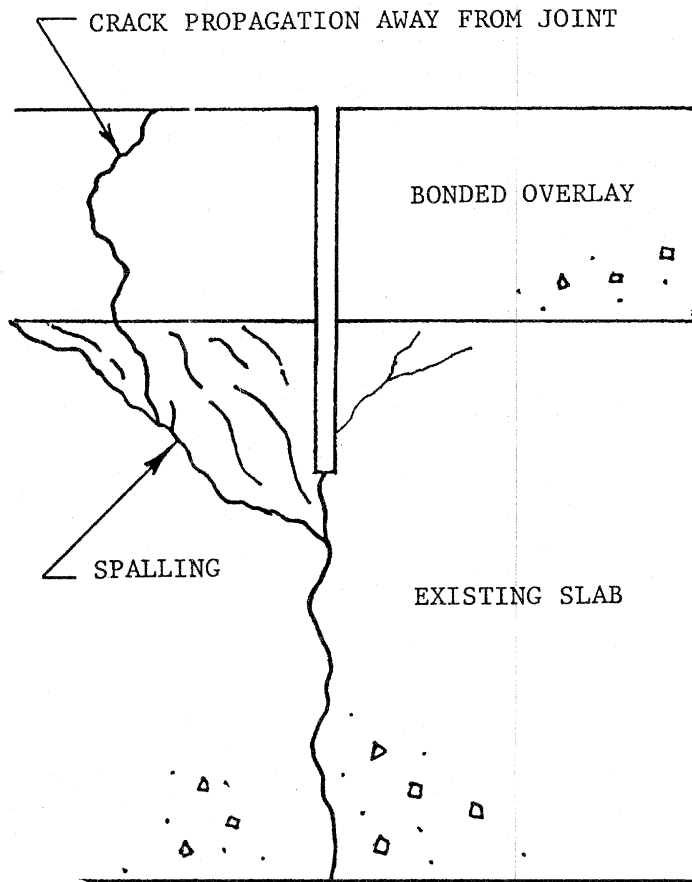 CRACK PROPAGATION AWAY FROM JOINT
BONDED OVERLAY
SPALLING
EXISTING SLAB